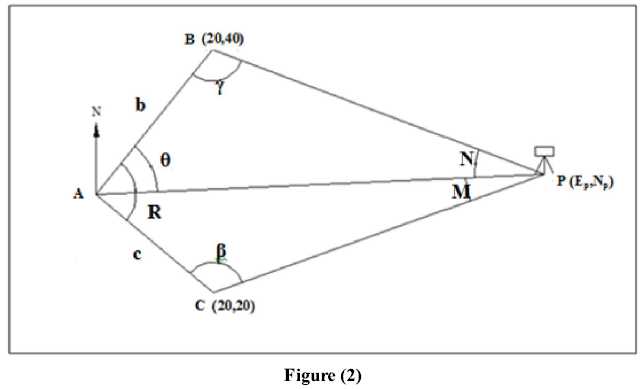 B (20,40)
γ
b
N
θ
N
A
P (Ep,Np)
M
R
β
c
C (20,20)
Figure (2)